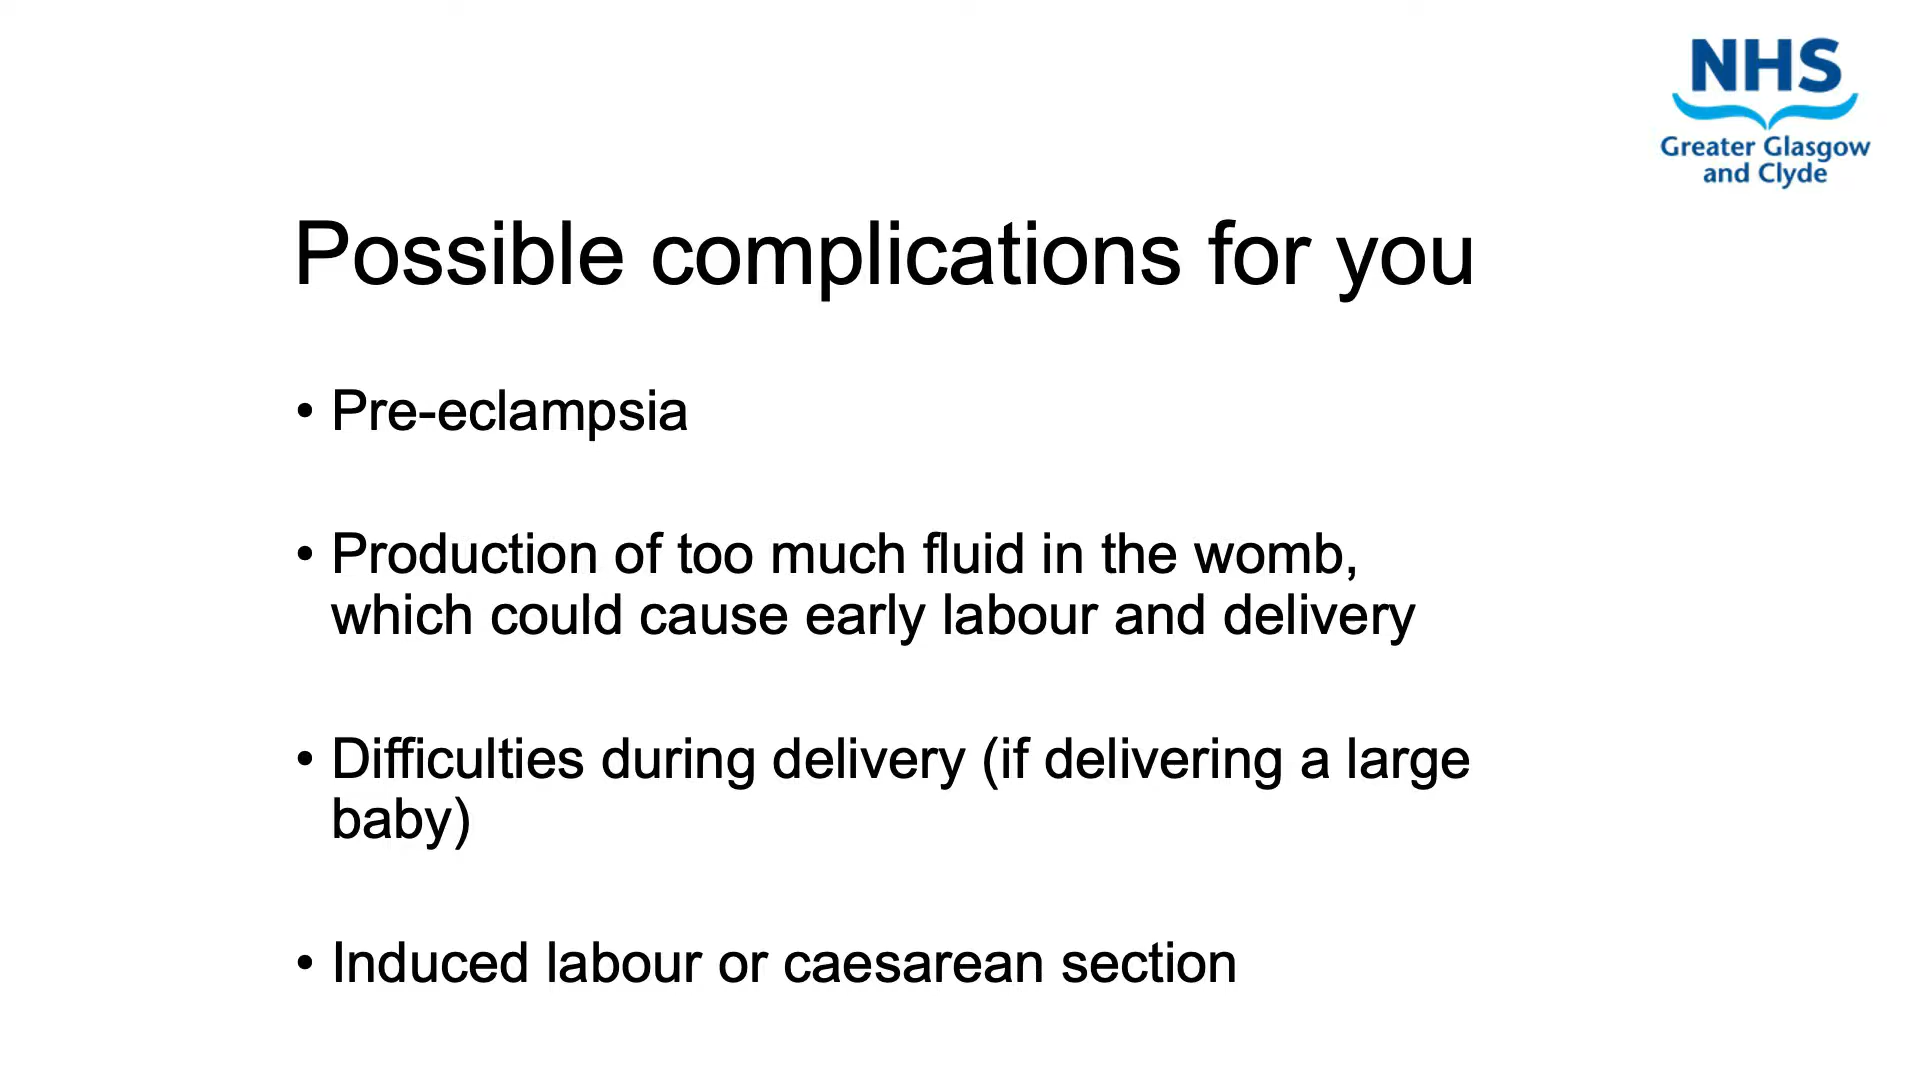 NHS
Greater Glasgow
and Clyde
Possible complications for you
• Pre-eclampsia
• Production of too much fluid in the womb,
which could cause early labour and delivery
• Difficulties during delivery (if delivering a large
baby)
• Induced labour or caesarean section